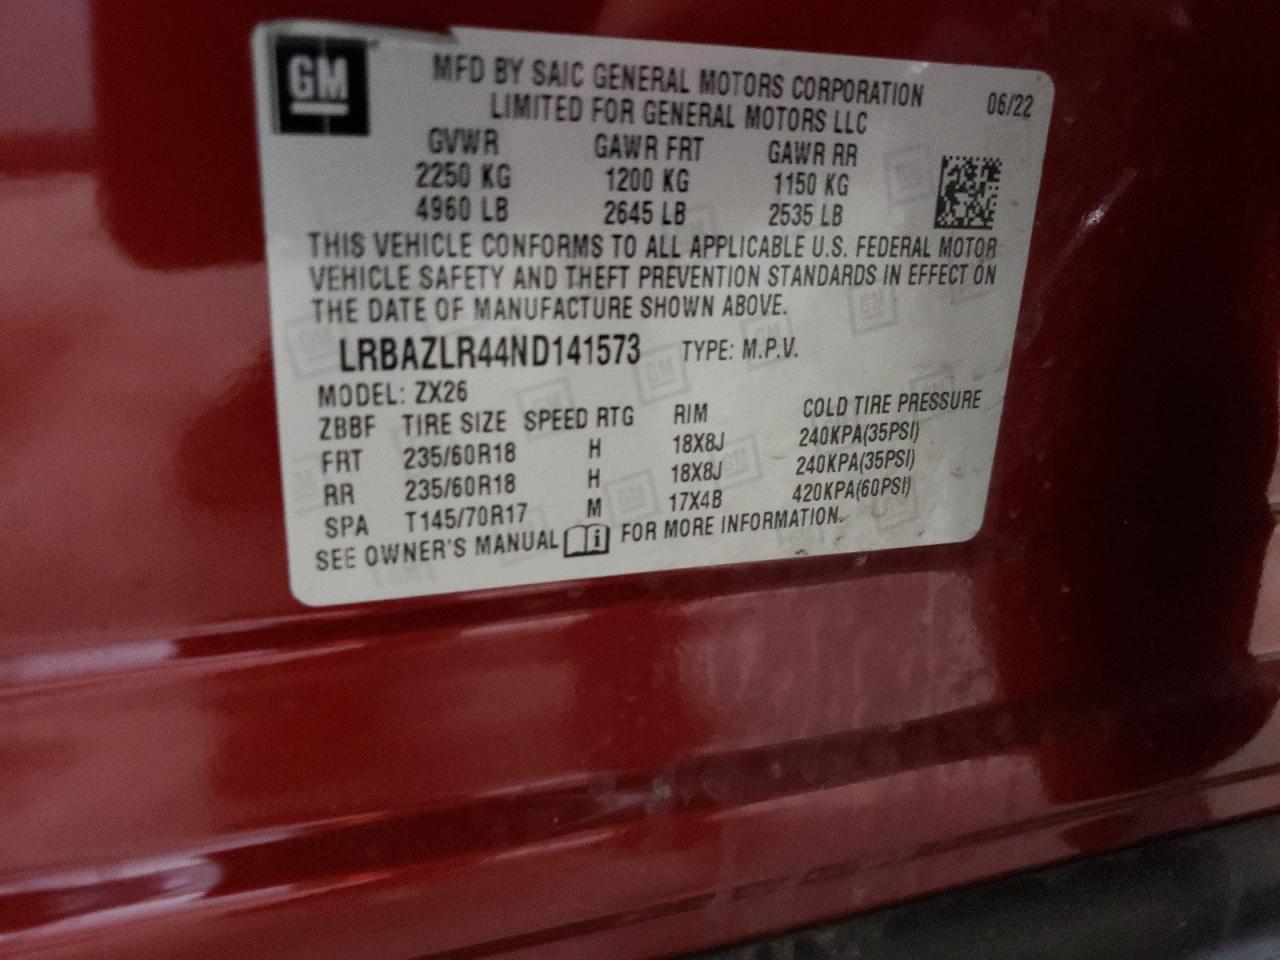 GM
MFD BY SAIC GENERAL MOTORS CORPORATION
LIMITED FOR GENERAL MOTORS LLC
06/22
GVWR GAWR FRT GAWR RR
2250 KG 1200 KG 1150 KG
4960 LB 2645 LB 2535 LB
THIS VEHICLE CONFORMS TO ALL APPLICABLE U.S. FEDERAL MOTOR
VEHICLE SAFETY AND THEFT PREVENTION STANDARDS IN EFFECT ON
THE DATE OF MANUFACTURE SHOWN ABOVE.
LRBAZLR44ND141573 TYPE: M.P.V.
MODEL: ZX26
ZBBF TIRE SIZE SPEED RTG RIM COLD TIRE PRESSURE
FRT 235/60R18 H 18X8J 240KPA(35PSI)
RR 235/60R18 H 18X8J 240KPA(35PSI)
SPA T145/70R17 M 17X4B 420KPA(60PSI)
SEE OWNER'S MANUAL i FOR MORE INFORMATION.